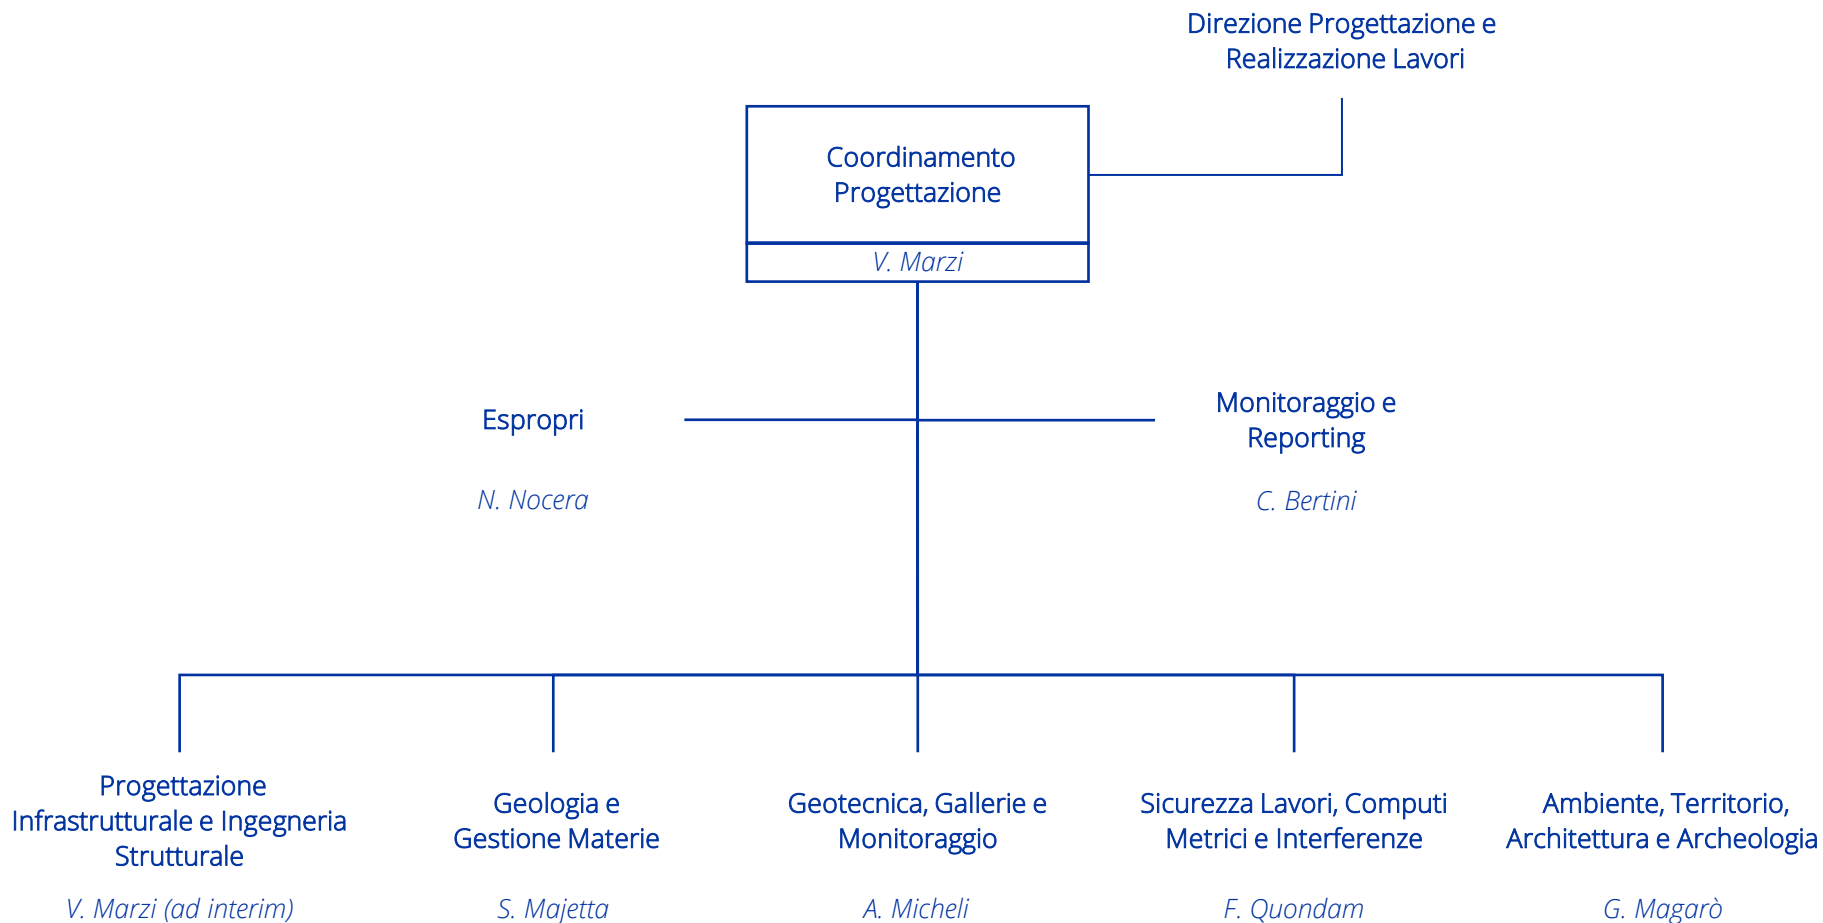 Direzione Progettazione e
Realizzazione Lavori
Coordinamento
Progettazione
V. Marzi
Espropri
N. Nocera
Monitoraggio e
Reporting
C. Bertini
Progettazione
Infrastrutturale e Ingegneria
Strutturale
V. Marzi (ad interim)
Geologia e
Gestione Materie
S. Majetta
Geotecnica, Gallerie e
Monitoraggio
A. Micheli
Sicurezza Lavori, Computi
Metrici e Interferenze
F. Quondam
Ambiente, Territorio,
Architettura e Archeologia
G. Magarò